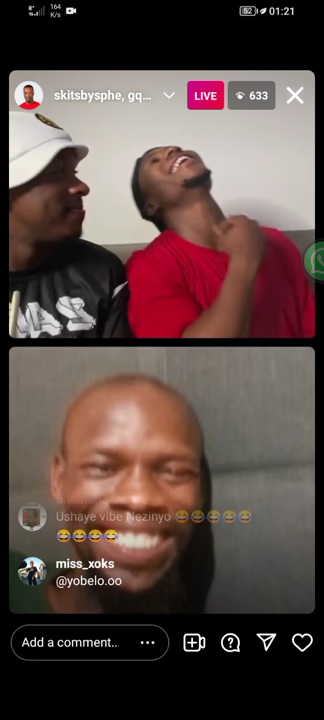 164
K/s
52
01:21
skitsbysphe, gq...
LIVE
633
Ushaye vibe Nezinyo 😂😂😂😂😂
😂😂😂😂
miss_xoks
@yobelo.oo
Add a comment..